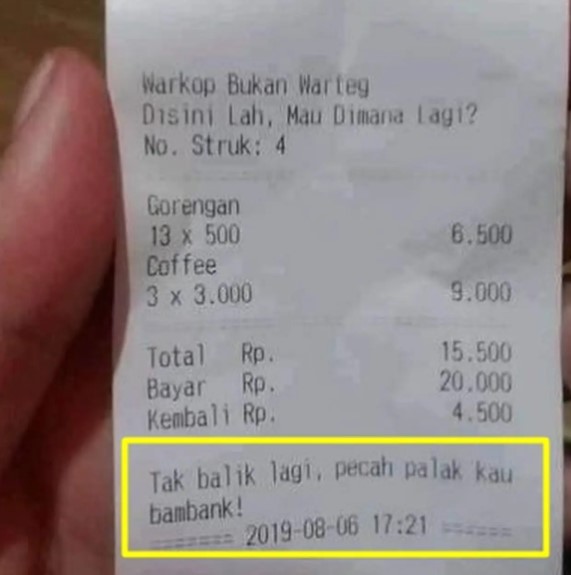 Warkop Bukan Warteg
Disini Lah, Mau Dimana Lagi?
No. Struk: 4
Gorengan
13 x 500 6.500
Coffee
3 x 3.000 9.000
Total Rp. 15.500
Bayar Rp. 20.000
Kembali Rp. 4.500
Tak balik lagi, pecah palak kau
bambank!
======= 2019-08-06 17:21 ======